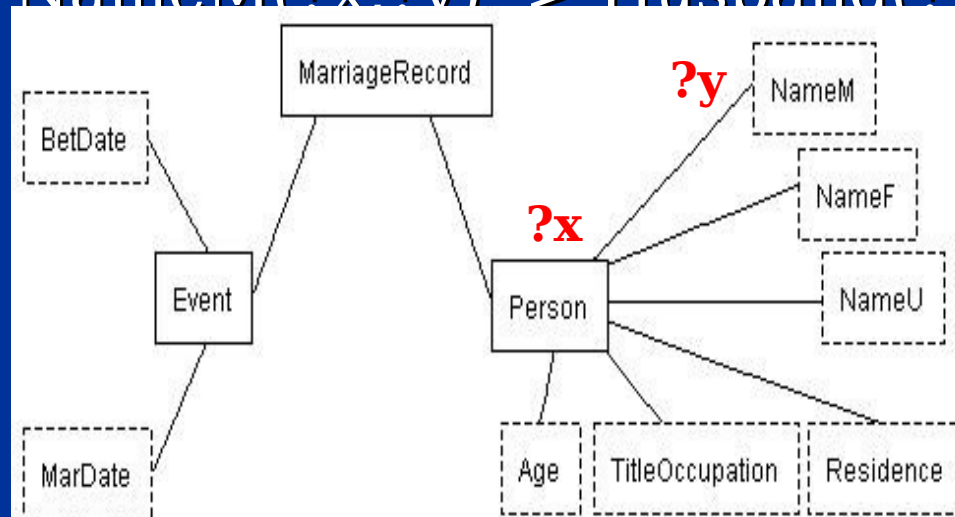 MarriageRecord
?y
NameM
BetDate
NameF
?x
Event
Person
NameU
MarDate
Age
TitleOccupation
Residence